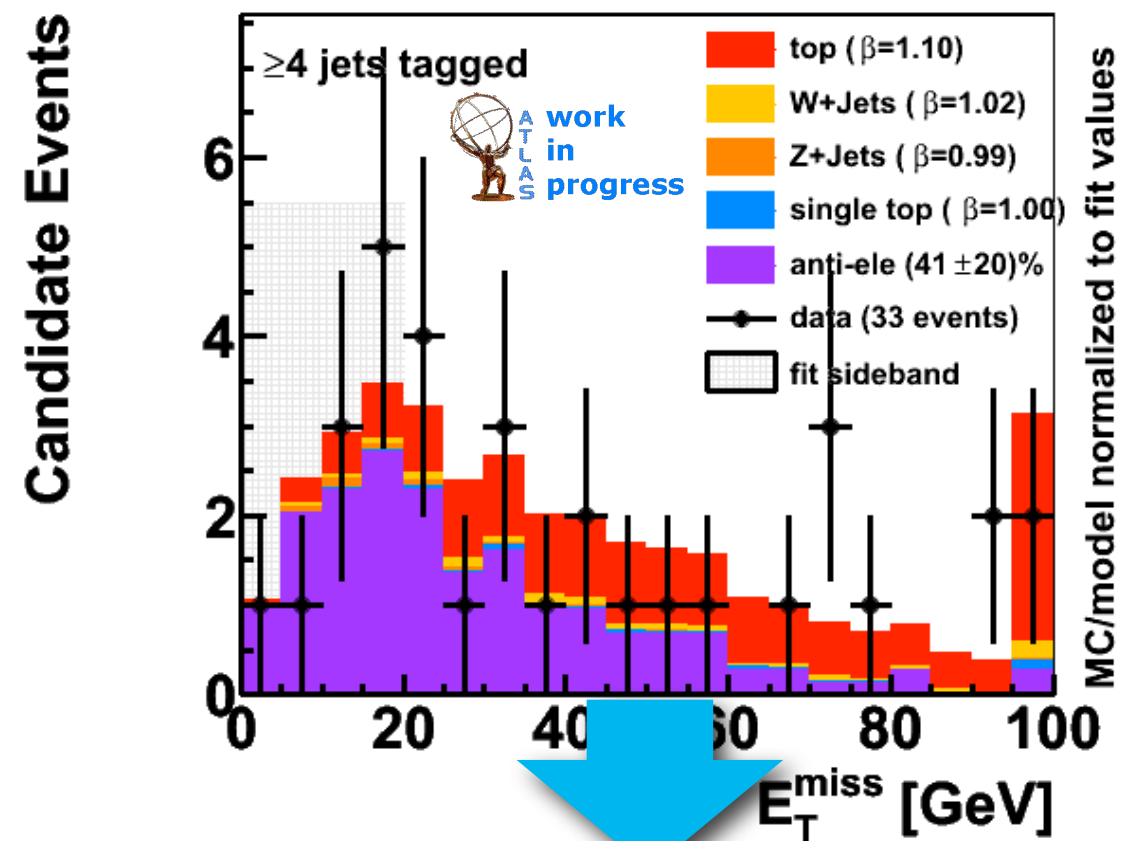 Candidate Events
≥4 jets tagged
ATLAS
work
in
progress
top (β=1.10)
W+Jets ( β=1.02)
Z+Jets ( β=0.99)
single top ( β=1.00)
anti-ele (41 ±20)%
data (33 events)
fit sideband
MC/model normalized to fit values
6
4
2
0
0 20 40 60 80 100
E_T^miss [GeV]